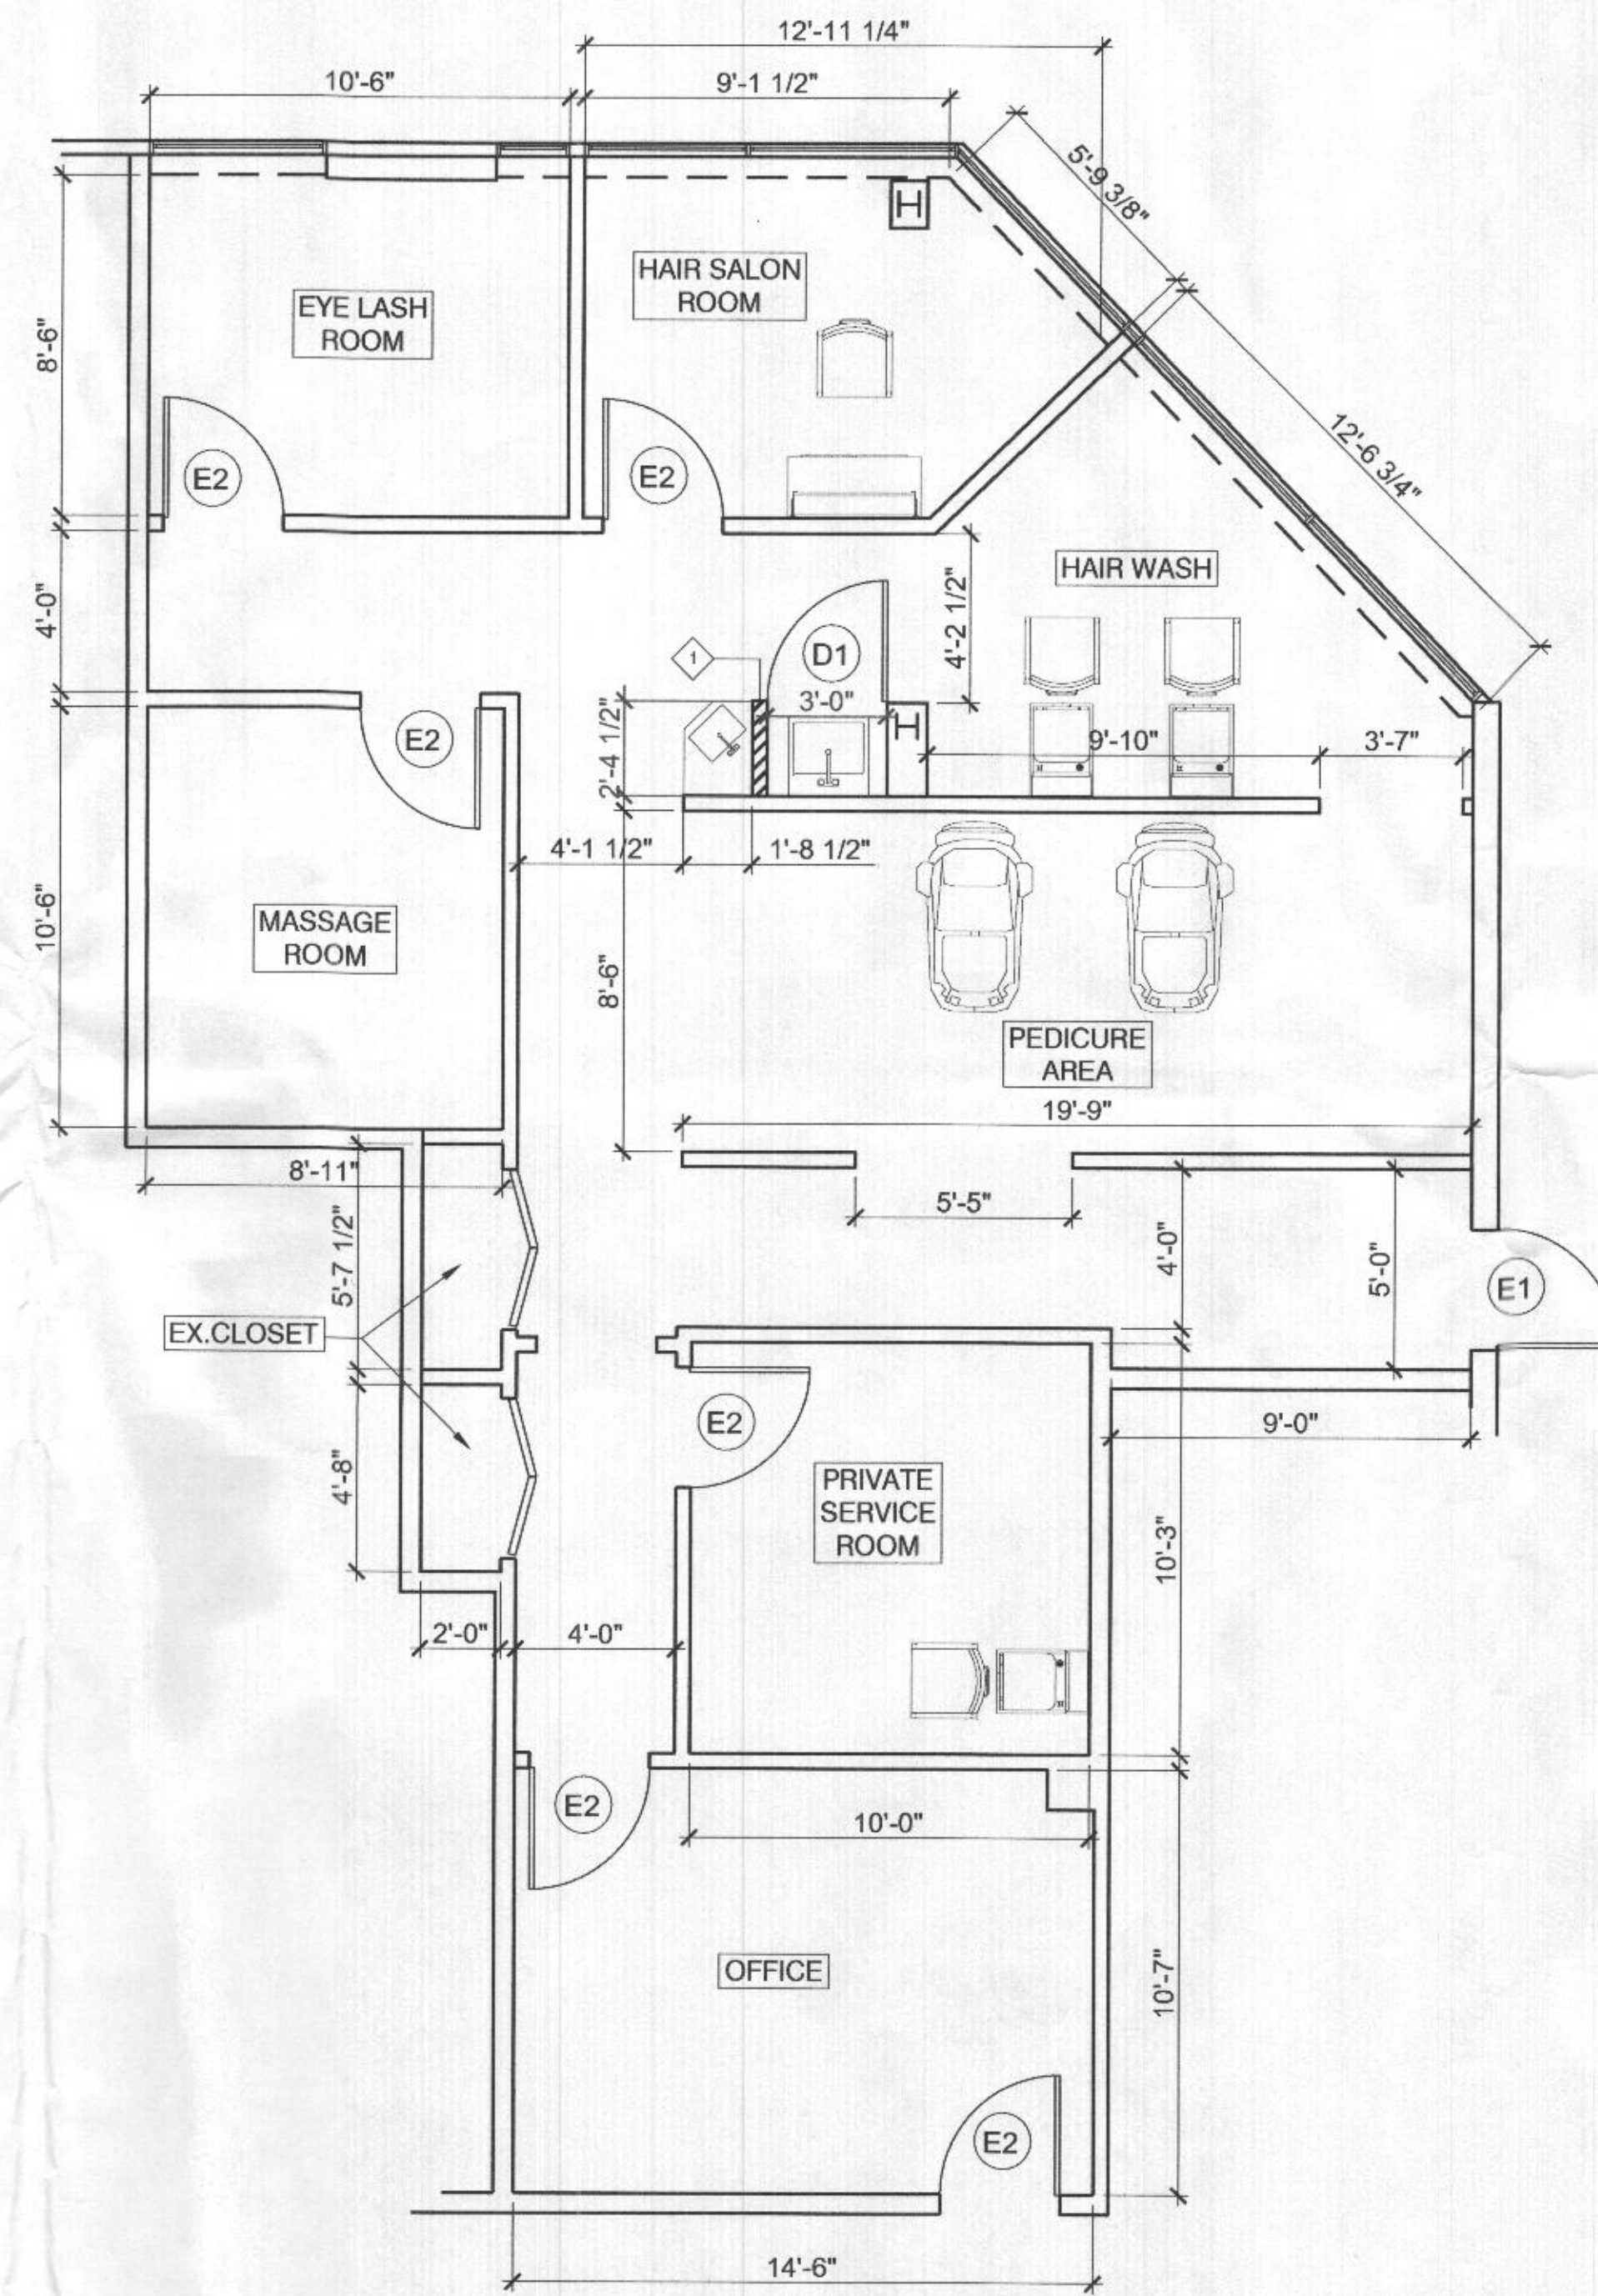 12'-11 1/4"
10'-6"
9'-1 1/2"
5'-9 3/8"
H
HAIR SALON
ROOM
EYE LASH
ROOM
8'-6"
12'-6 3/4"
E2
E2
HAIR WASH
4'-0"
4'-2 1/2"
1
D1
3'-0"
E2
2'-4 1/2"
H
9'-10"
3'-7"
4'-1 1/2"
1'-8 1/2"
10'-6"
MASSAGE
ROOM
8'-6"
PEDICURE
AREA
19'-9"
8'-11"
5'-5"
5'-7 1/2"
4'-0"
5'-0"
E1
EX.CLOSET
E2
9'-0"
4'-8"
PRIVATE
SERVICE
ROOM
10'-3"
2'-0"
4'-0"
E2
10'-0"
OFFICE
10'-7"
E2
14'-6"